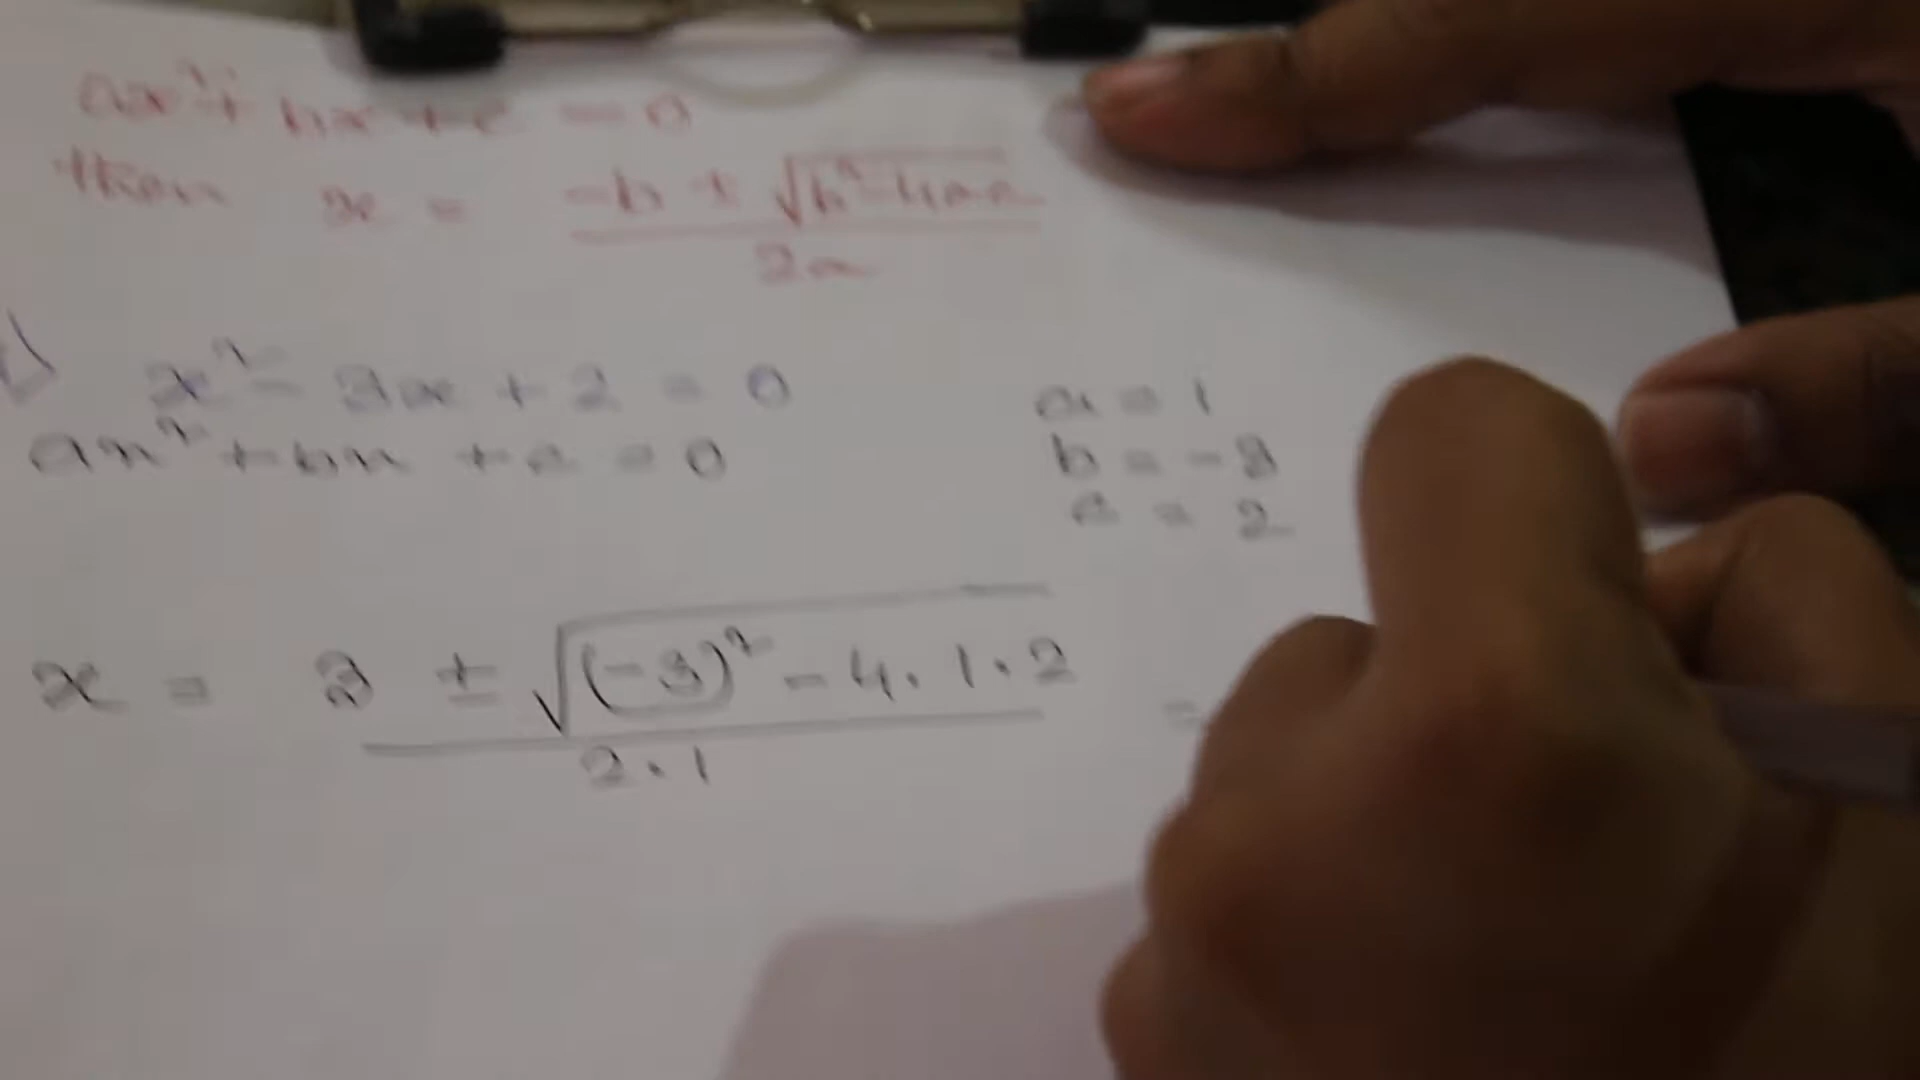 ax² + bx + c = 0
then x = -b ± √b²-4ac
2a
x² - 3x + 2 = 0
ax² + bx + c = 0
a = 1
b = -3
c = 2
x = 3 ± √(-3)² - 4.1.2 =
2.1